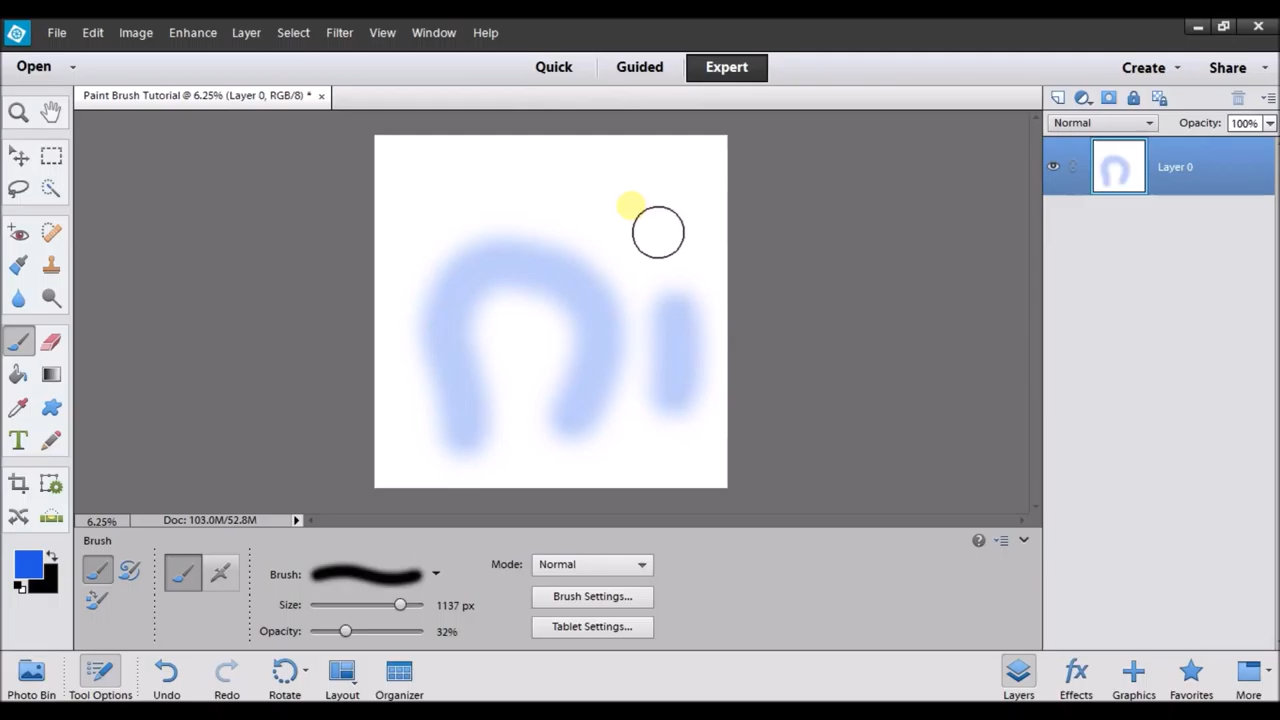 File Edit Image Enhance Layer Select Filter View Window Help
Open Quick Guided Expert Create Share
Paint Brush Tutorial @ 6.25% (Layer 0, RGB/8) * ×
Normal Opacity: 100%
Layer 0
T
6.25% Doc: 103.0M/52.8M
Brush
Brush: Mode: Normal
Size: 1137 px Brush Settings...
Opacity: 32% Tablet Settings...
Photo Bin Tool Options Undo Redo Rotate Layout Organizer Layers Effects Graphics Favorites More